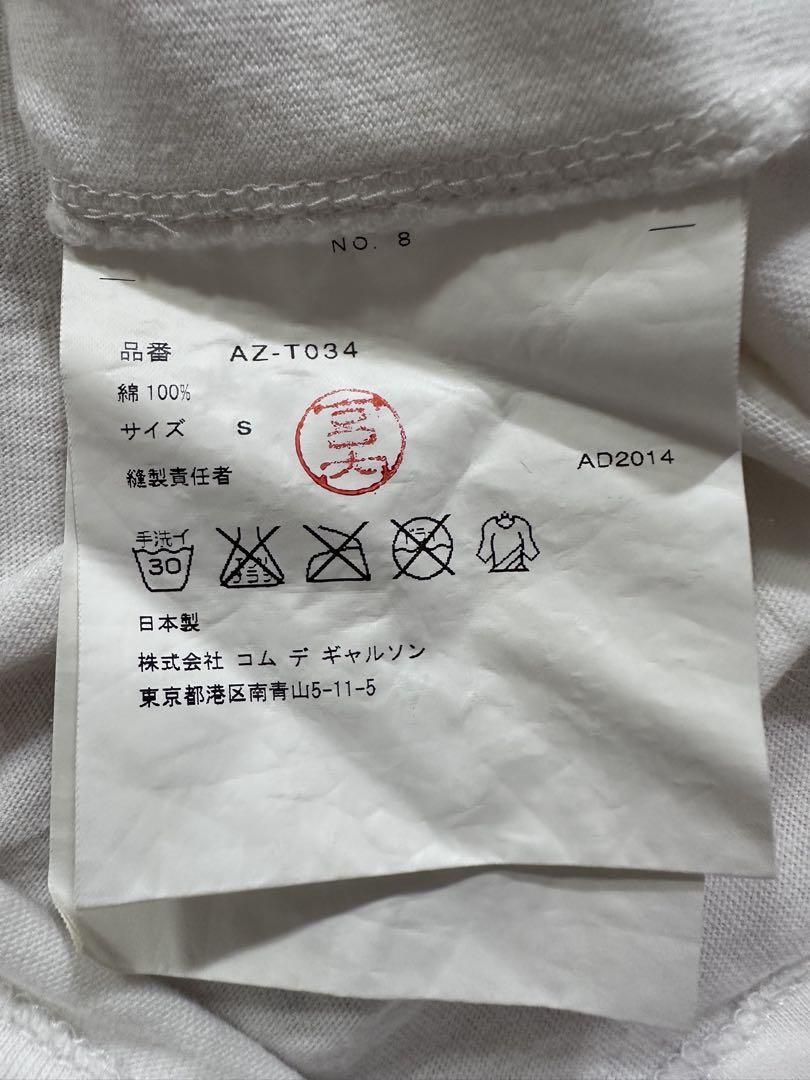 NO. 8
品番 AZ-T034
綿 100%
サイズ S
縫製責任者
AD2014
手洗イ
30
日本製
株式会社 コム デ ギャルソン
東京都港区南青山5-11-5